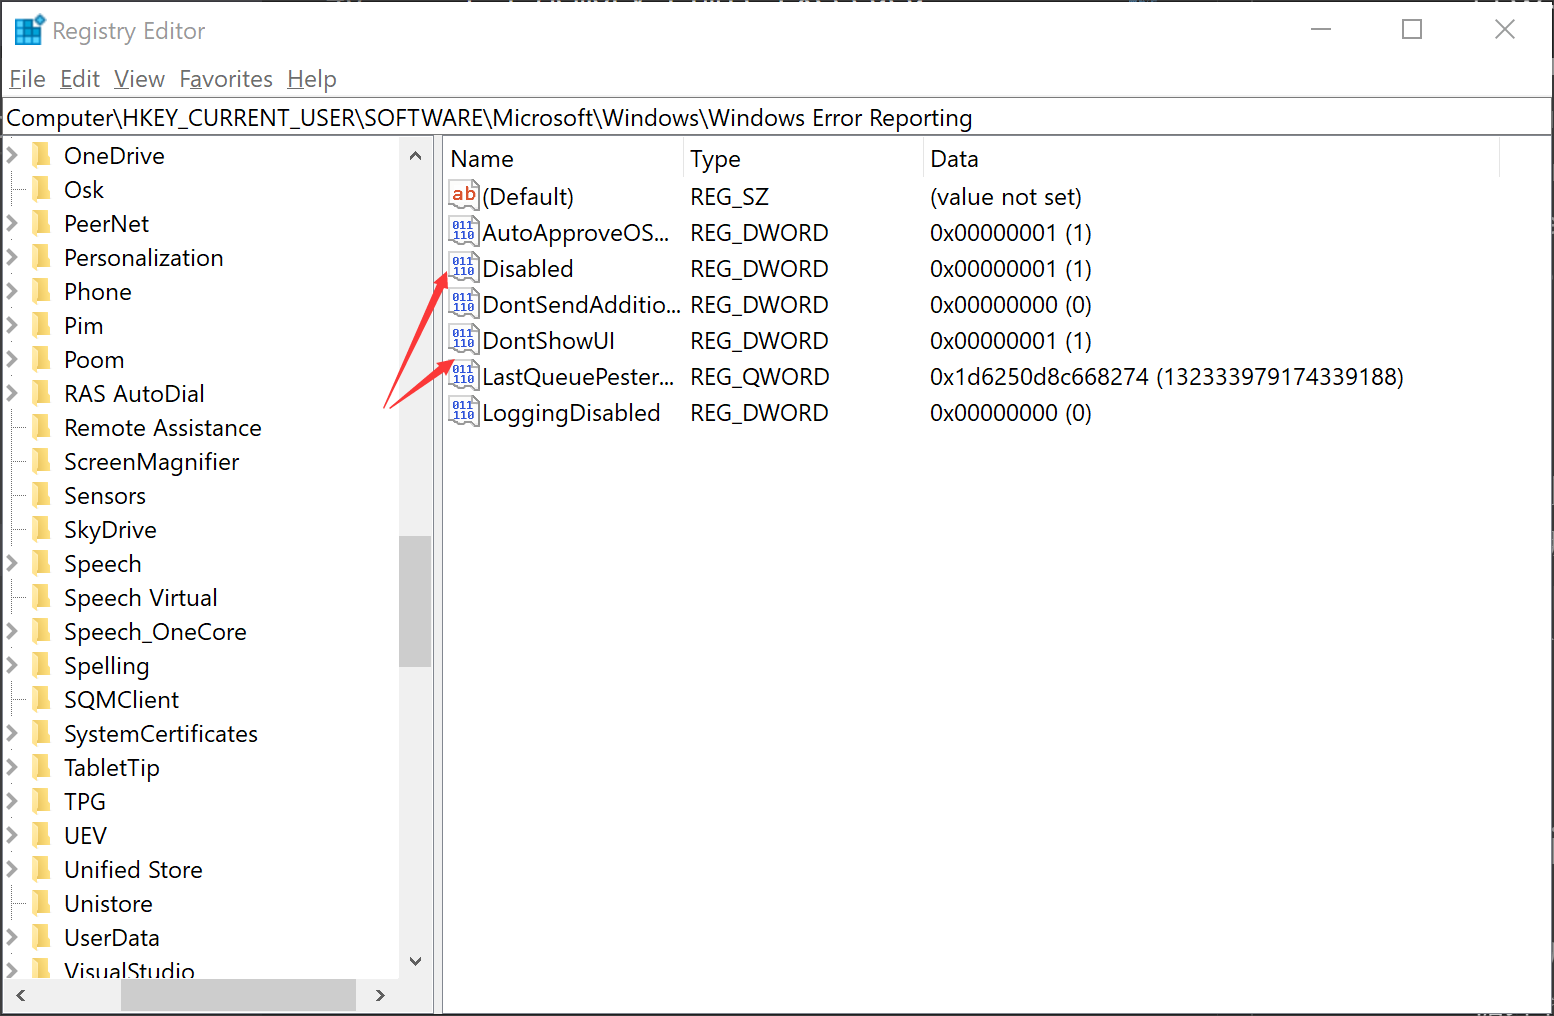 Registry Editor
File Edit View Favorites Help
Computer\HKEY_CURRENT_USER\SOFTWARE\Microsoft\Windows\Windows Error Reporting
OneDrive
Osk
PeerNet
Personalization
Phone
Pim
Poom
RAS AutoDial
Remote Assistance
ScreenMagnifier
Sensors
SkyDrive
Speech
Speech Virtual
Speech_OneCore
Spelling
SQMClient
SystemCertificates
TabletTip
TPG
UEV
Unified Store
Unistore
UserData
VisualStudio
Name Type Data
(Default) REG_SZ (value not set)
AutoApproveOS... REG_DWORD 0x00000001 (1)
Disabled REG_DWORD 0x00000001 (1)
DontSendAdditio... REG_DWORD 0x00000000 (0)
DontShowUI REG_DWORD 0x00000001 (1)
LastQueuePester... REG_QWORD 0x1d6250d8c668274 (132333979174339188)
LoggingDisabled REG_DWORD 0x00000000 (0)